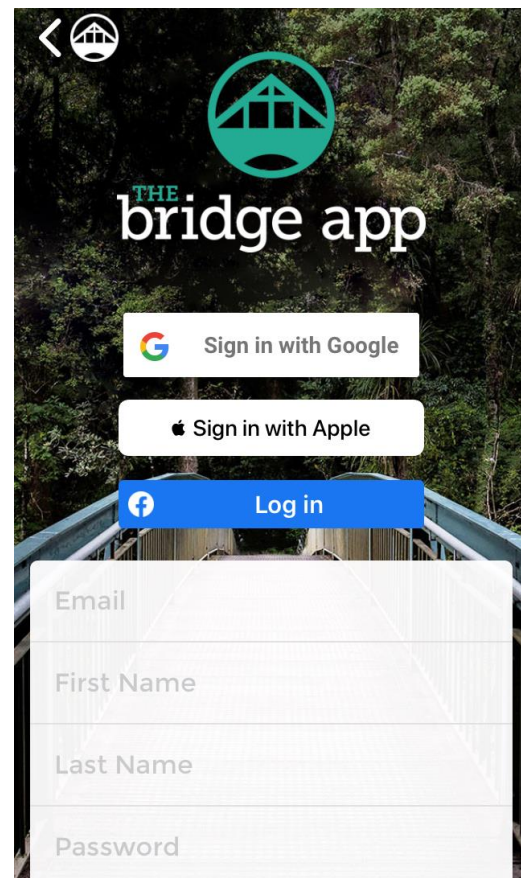 THE
bridge app
Sign in with Google
Sign in with Apple
Log in
Email
First Name
Last Name
Password